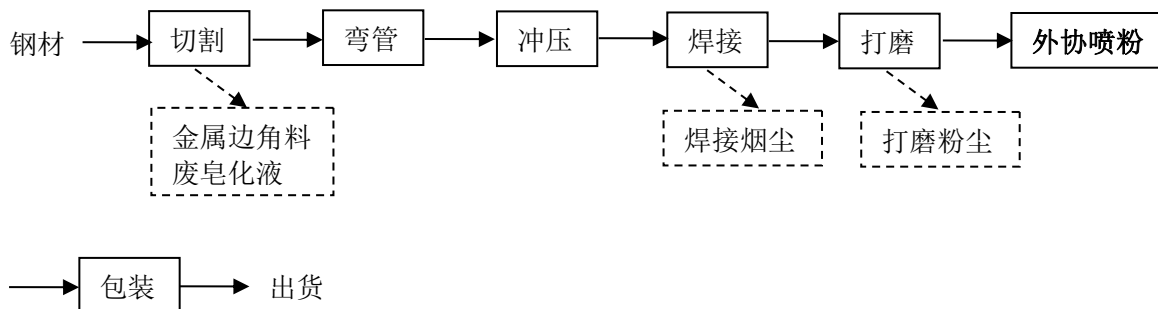 钢材 切割 弯管 冲压 焊接 打磨 外协喷粉
金属边角料 焊接烟尘 打磨粉尘
废皂化液
包装 出货